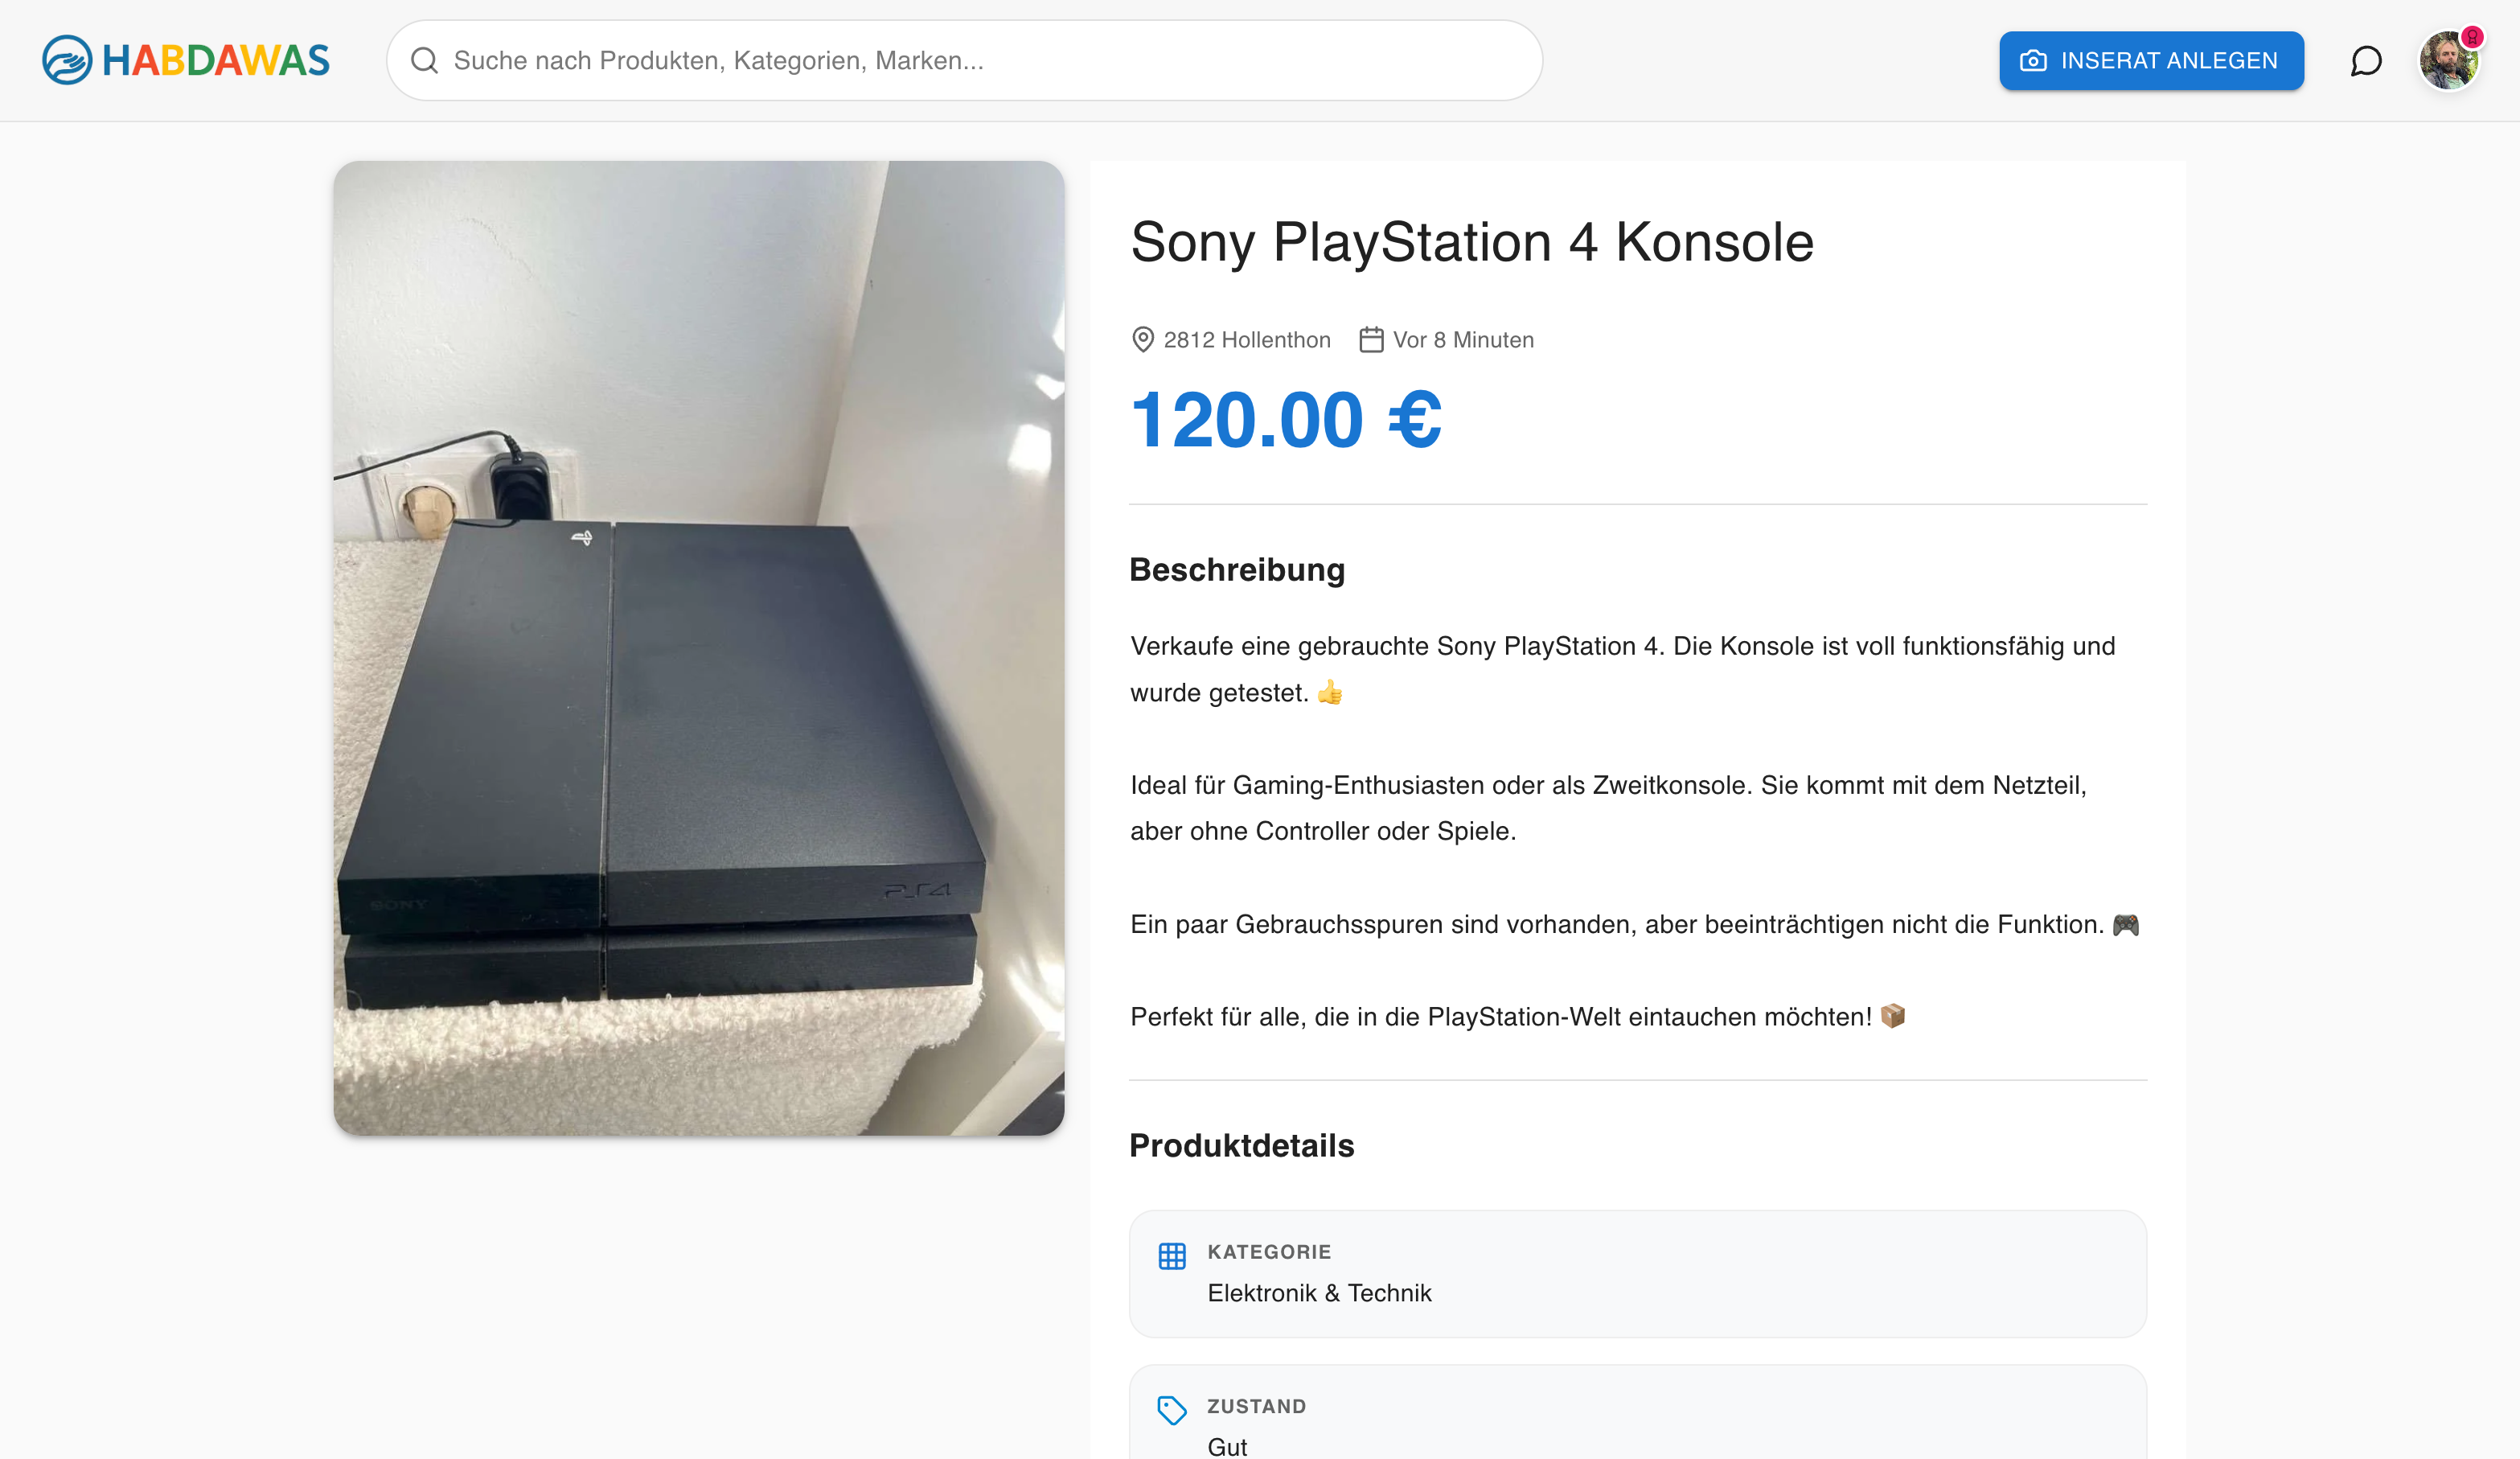 HABDAWAS
Suche nach Produkten, Kategorien, Marken...
INSERAT ANLEGEN
Sony PlayStation 4 Konsole
2812 Hollenthon Vor 8 Minuten
120.00 €
Beschreibung
Verkaufe eine gebrauchte Sony PlayStation 4. Die Konsole ist voll funktionsfähig und
wurde getestet. 👍
Ideal für Gaming-Enthusiasten oder als Zweitkonsole. Sie kommt mit dem Netzteil,
aber ohne Controller oder Spiele.
Ein paar Gebrauchsspuren sind vorhanden, aber beeinträchtigen nicht die Funktion. 🎮
Perfekt für alle, die in die PlayStation-Welt eintauchen möchten! 📦
SONY
PS4
Produktdetails
KATEGORIE
Elektronik & Technik
ZUSTAND
Gut